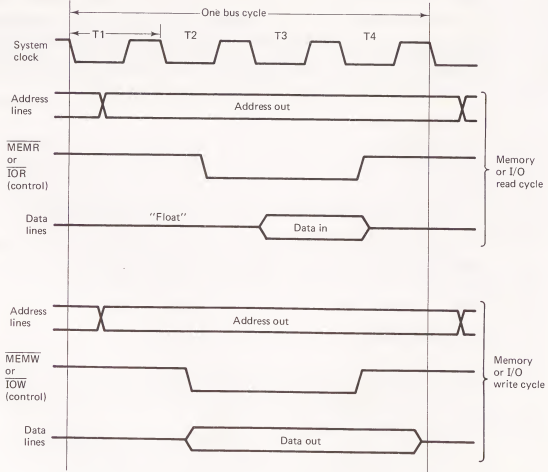 One bus cycle
T1
T2
T3
T4
System
clock
Address
lines
Address out
MEMR
or
IOR
(control)
Memory
or I/O
read cycle
Data
lines
"Float"
Data in
Address
lines
Address out
MEMW
or
IOW
(control)
Memory
or I/O
write cycle
Data
lines
Data out